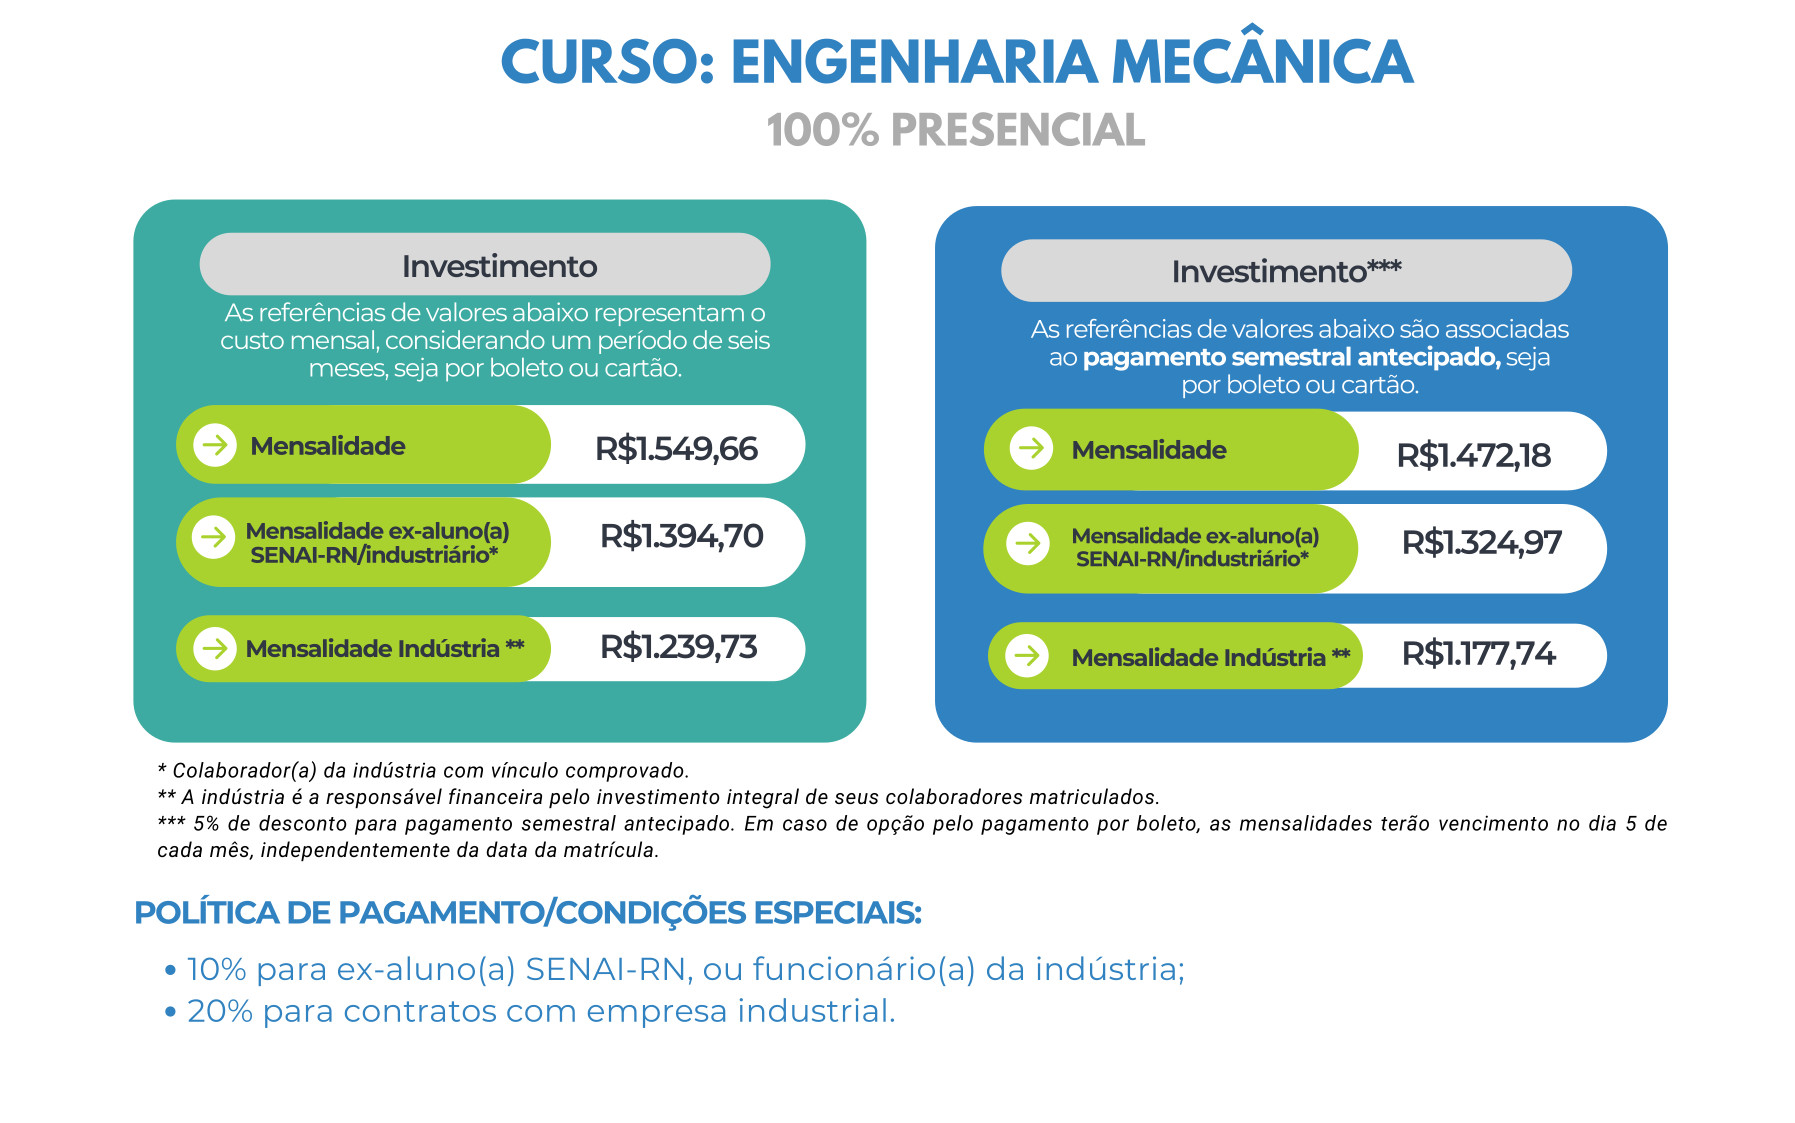 CURSO: ENGENHARIA MECÂNICA
100% PRESENCIAL
Investimento
As referências de valores abaixo representam o
custo mensal, considerando um período de seis
meses, seja por boleto ou cartão.
Mensalidade
R$1.549,66
Mensalidade ex-aluno(a)
SENAI-RN/industriário*
R$1.394,70
Mensalidade Indústria **
R$1.239,73
Investimento***
As referências de valores abaixo são associadas
ao pagamento semestral antecipado, seja
por boleto ou cartão.
Mensalidade
R$1.472,18
Mensalidade ex-aluno(a)
SENAI-RN/industriário*
R$1.324,97
Mensalidade Indústria **
R$1.177,74
* Colaborador(a) da indústria com vínculo comprovado.
** A indústria é a responsável financeira pelo investimento integral de seus colaboradores matriculados.
*** 5% de desconto para pagamento semestral antecipado. Em caso de opção pelo pagamento por boleto, as mensalidades terão vencimento no dia 5 de
cada mês, independentemente da data da matrícula.
POLÍTICA DE PAGAMENTO/CONDIÇÕES ESPECIAIS:
• 10% para ex-aluno(a) SENAI-RN, ou funcionário(a) da indústria;
• 20% para contratos com empresa industrial.